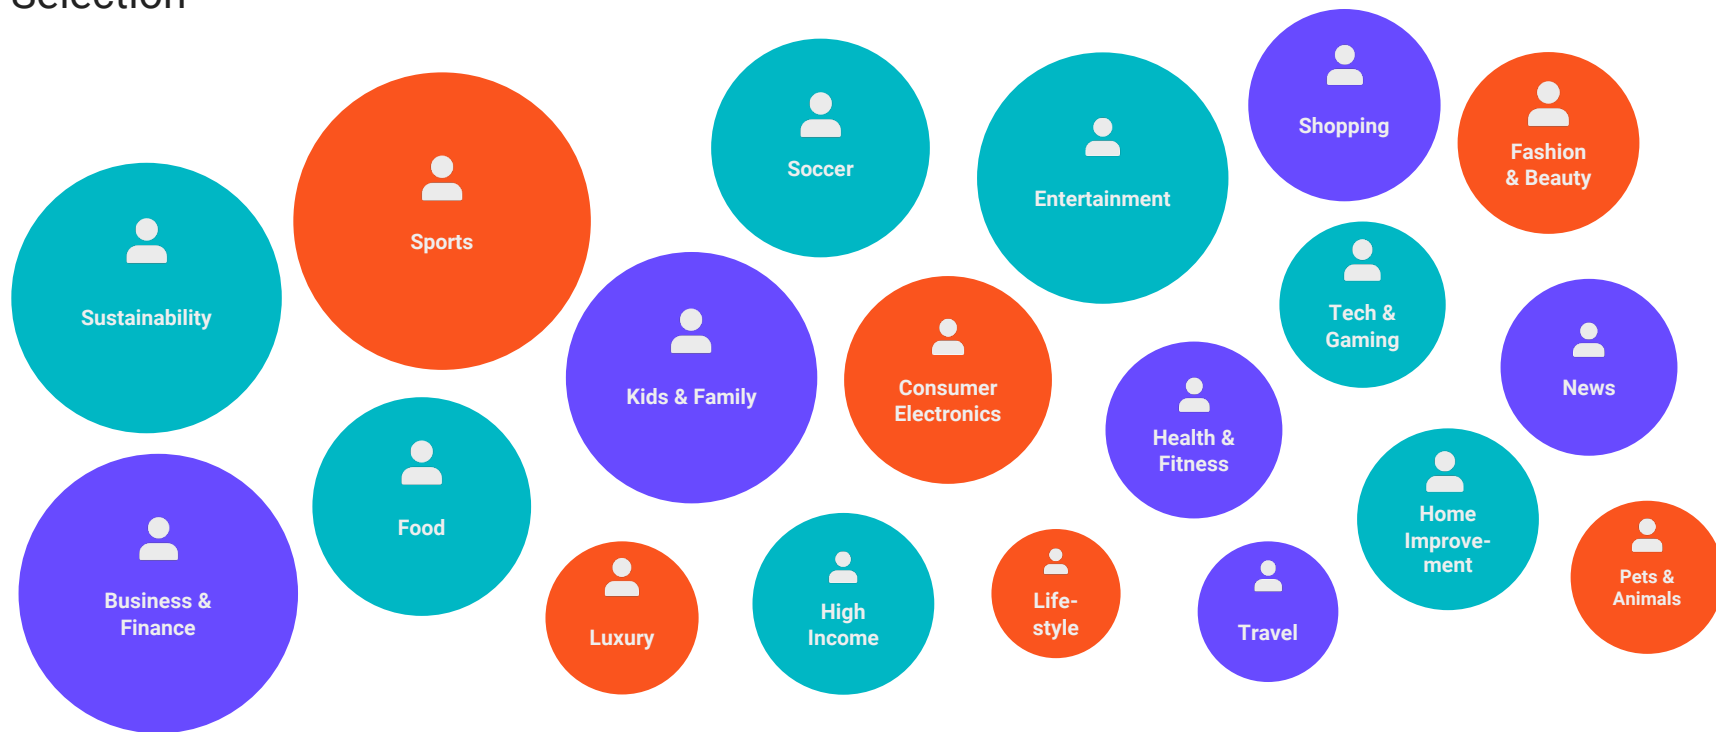 Selection
Shopping
Fashion
& Beauty
Soccer
Entertainment
Sports
Sustainability
Tech &
Gaming
Kids & Family
Consumer
Electronics
News
Health &
Fitness
Food
Home
Improve-
ment
Business &
Finance
Luxury
High
Income
Life-
style
Travel
Pets &
Animals